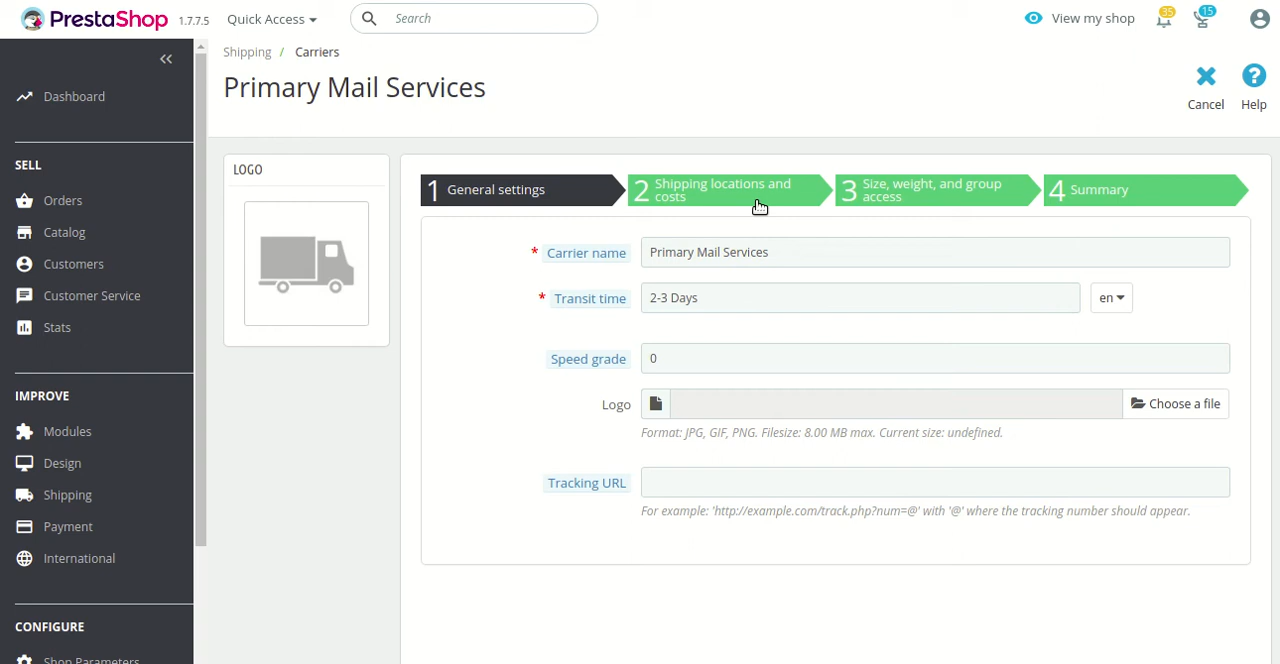 PrestaShop 1.7.7.5 Quick Access Search View my shop 35 15
Shipping / Carriers
Primary Mail Services
Cancel Help
Dashboard
SELL
Orders
Catalog
Customers
Customer Service
Stats
IMPROVE
Modules
Design
Shipping
Payment
International
CONFIGURE
Shop Parameters
LOGO
1 General settings
2 Shipping locations and
costs
3 Size, weight, and group
access
4 Summary
* Carrier name Primary Mail Services
* Transit time 2-3 Days en
Speed grade 0
Logo Choose a file
Format: JPG, GIF, PNG. Filesize: 8.00 MB max. Current size: undefined.
Tracking URL
For example: 'http://example.com/track.php?num=@' with '@' where the tracking number should appear.